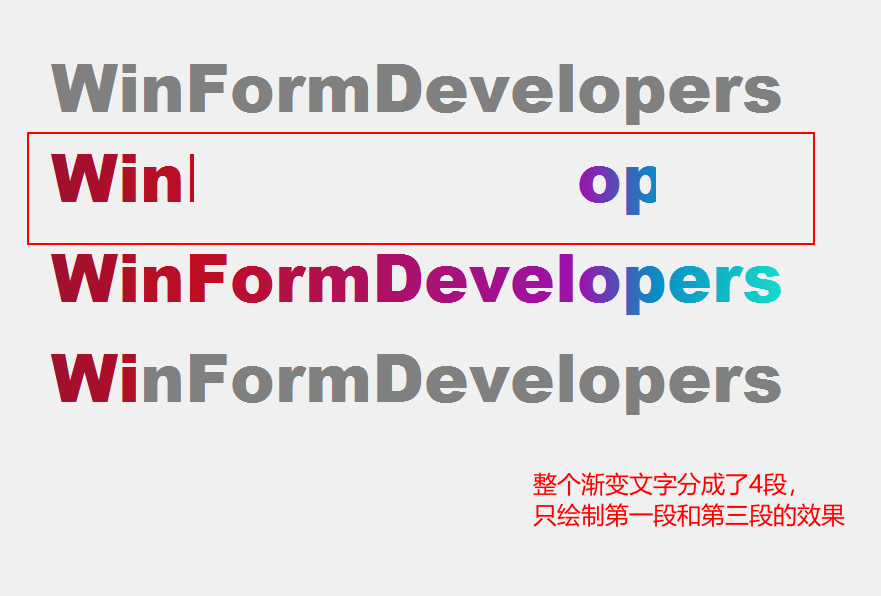 WinFormDevelopers
Win
op
WinFormDevelopers
WinFormDevelopers
整个渐变文字分成了4段，
只绘制第一段和第三段的效果